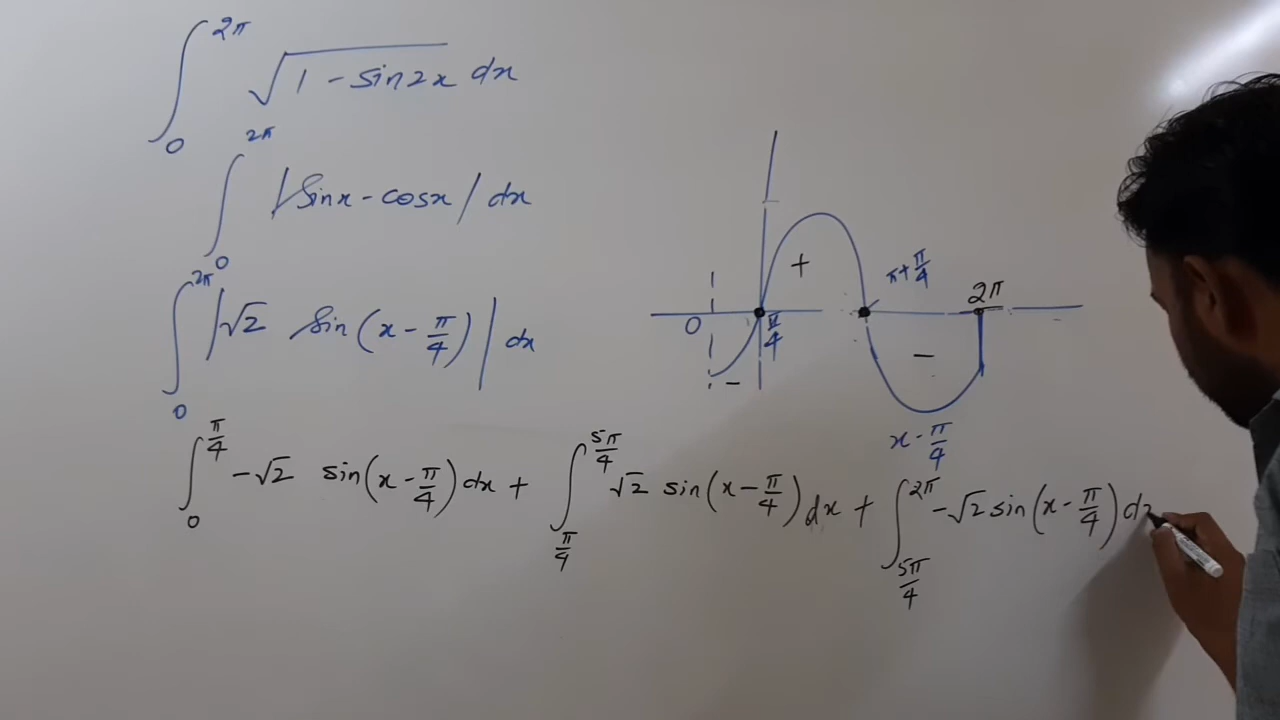 ∫₀^{2π} √(1 - sin2x) dx
∫₀^{2π} |sinx - cosx| dx
∫₀^{2π} |√2 sin(x - π/4)| dx
+
π + π/4
2π
0
π/4
-
-
x - π/4
∫₀^{π/4} -√2 sin(x - π/4) dx + ∫_{π/4}^{5π/4} √2 sin(x - π/4) dx + ∫_{5π/4}^{2π} -√2 sin(x - π/4) dx